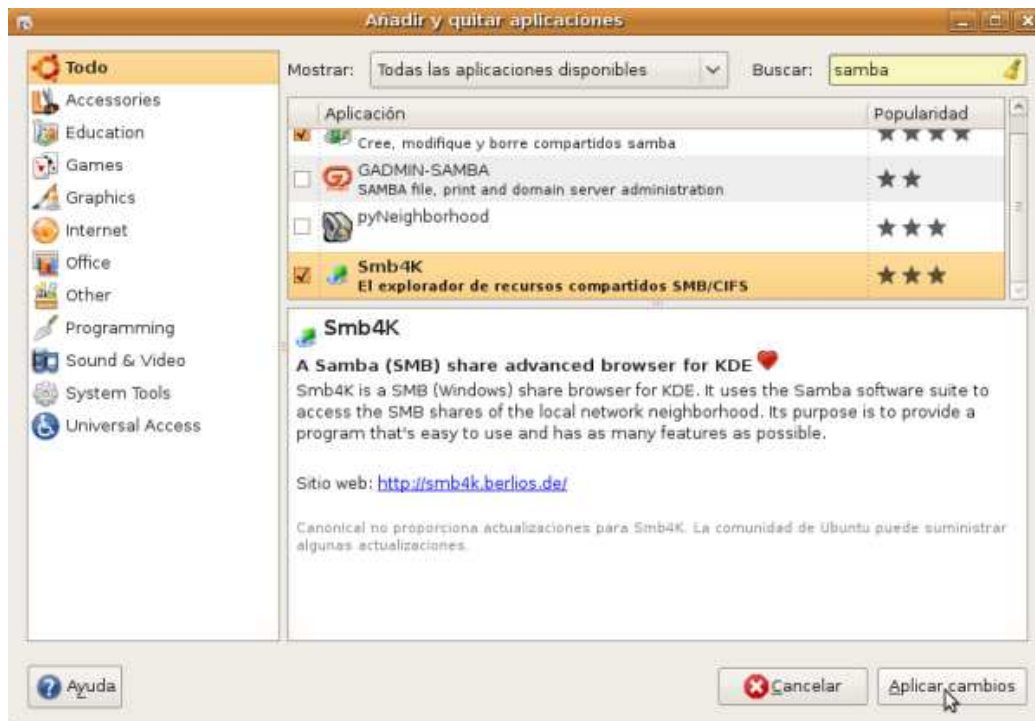 Añadir y quitar aplicaciones
Todo
Accessories
Education
Games
Graphics
Internet
Office
Other
Programming
Sound & Video
System Tools
Universal Access
Mostrar: Todas las aplicaciones disponibles Buscar: samba
Aplicación Popularidad
Cree, modifique y borre compartidos samba
GADMIN-SAMBA
SAMBA file, print and domain server administration
pyNeighborhood
Smb4K
El explorador de recursos compartidos SMB/CIFS
Smb4K
A Samba (SMB) share advanced browser for KDE
Smb4K is a SMB (Windows) share browser for KDE. It uses the Samba software suite to
access the SMB shares of the local network neighborhood. Its purpose is to provide a
program that's easy to use and has as many features as possible.
Sitio web: http://smb4k.berlios.de/
Canonical no proporciona actualizaciones para Smb4K. La comunidad de Ubuntu puede suministrar
algunas actualizaciones.
Ayuda
Cancelar
Aplicar cambios